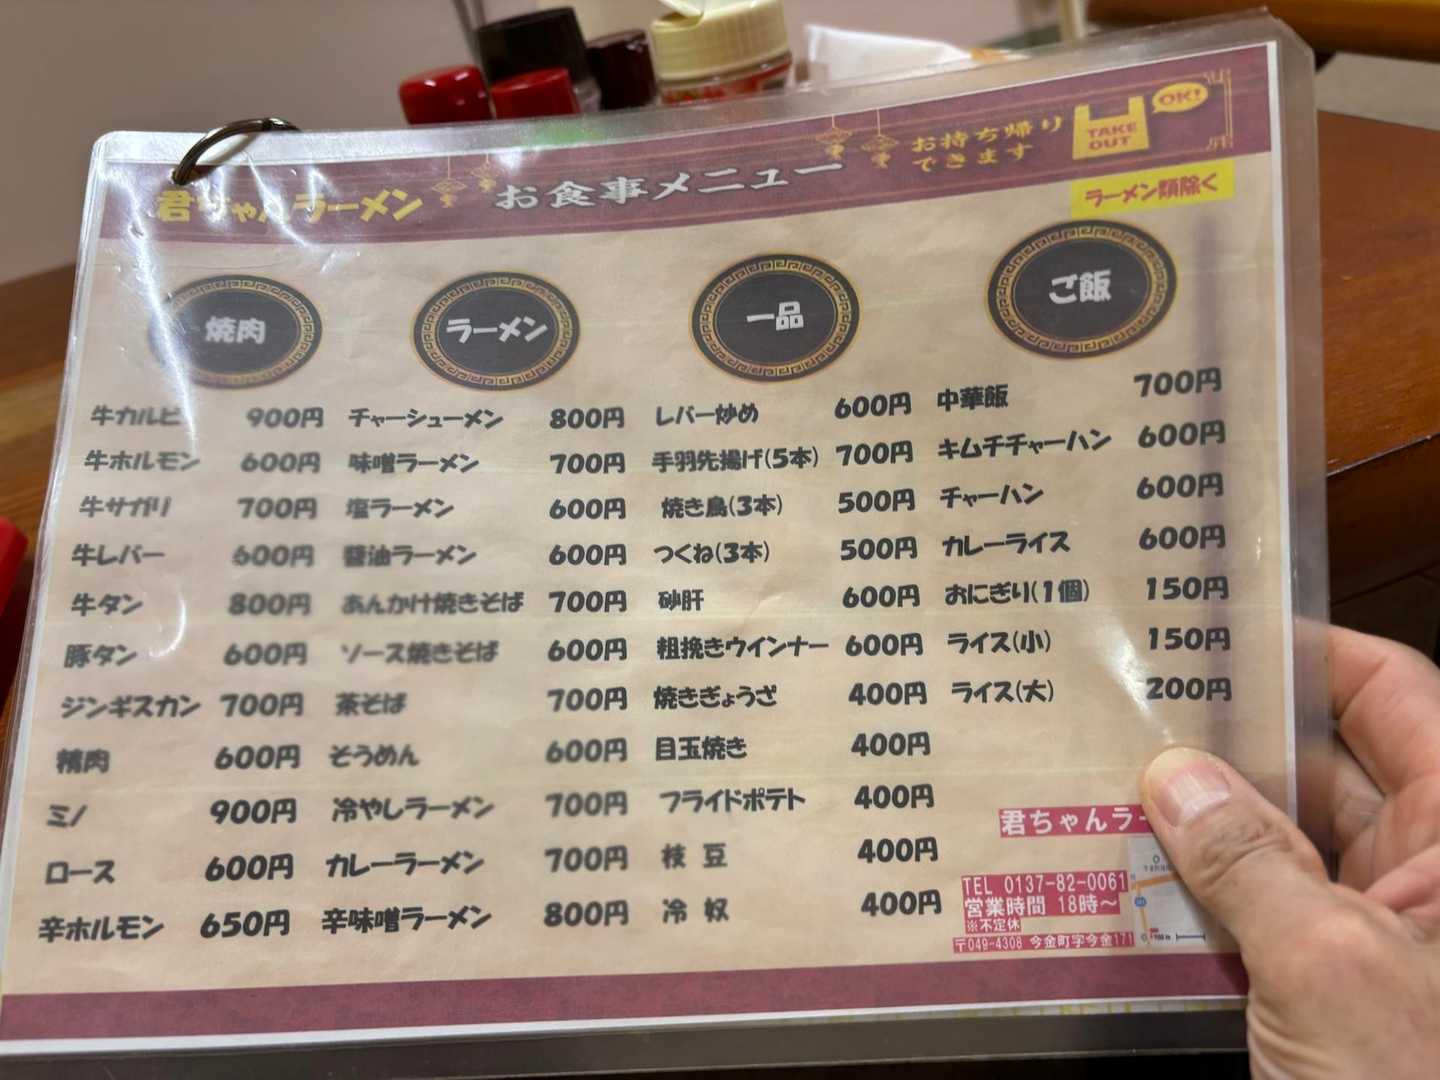 君ちゃんラーメン お食事メニュー
お持ち帰り
できます
TAKE
OUT
OK!
ラーメン類除く
焼肉
牛カルビ 900円
牛ホルモン 600円
牛サガリ 700円
牛レバー 600円
牛タン 800円
豚タン 600円
ジンギスカン 700円
精肉 600円
ミノ 900円
ロース 600円
辛ホルモン 650円
ラーメン
チャーシューメン 800円
味噌ラーメン 700円
塩ラーメン 600円
醤油ラーメン 600円
あんかけ焼きそば 700円
ソース焼きそば 600円
茶そば 700円
そうめん 600円
冷やしラーメン 700円
カレーラーメン 700円
辛味噌ラーメン 800円
一品
レバー炒め 600円
手羽先揚げ(5本) 700円
焼き鳥(3本) 500円
つくね(3本) 500円
砂肝 600円
粗挽きウインナー 600円
焼きぎょうざ 400円
目玉焼き 400円
フライドポテト 400円
枝豆 400円
冷奴 400円
ご飯
中華飯 700円
キムチチャーハン 600円
チャーハン 600円
カレーライス 600円
おにぎり(1個) 150円
ライス(小) 150円
ライス(大) 200円
君ちゃんラー
TEL 0137-82-0061
営業時間 18時～
※不定休
〒049-4308 今金町字今金171